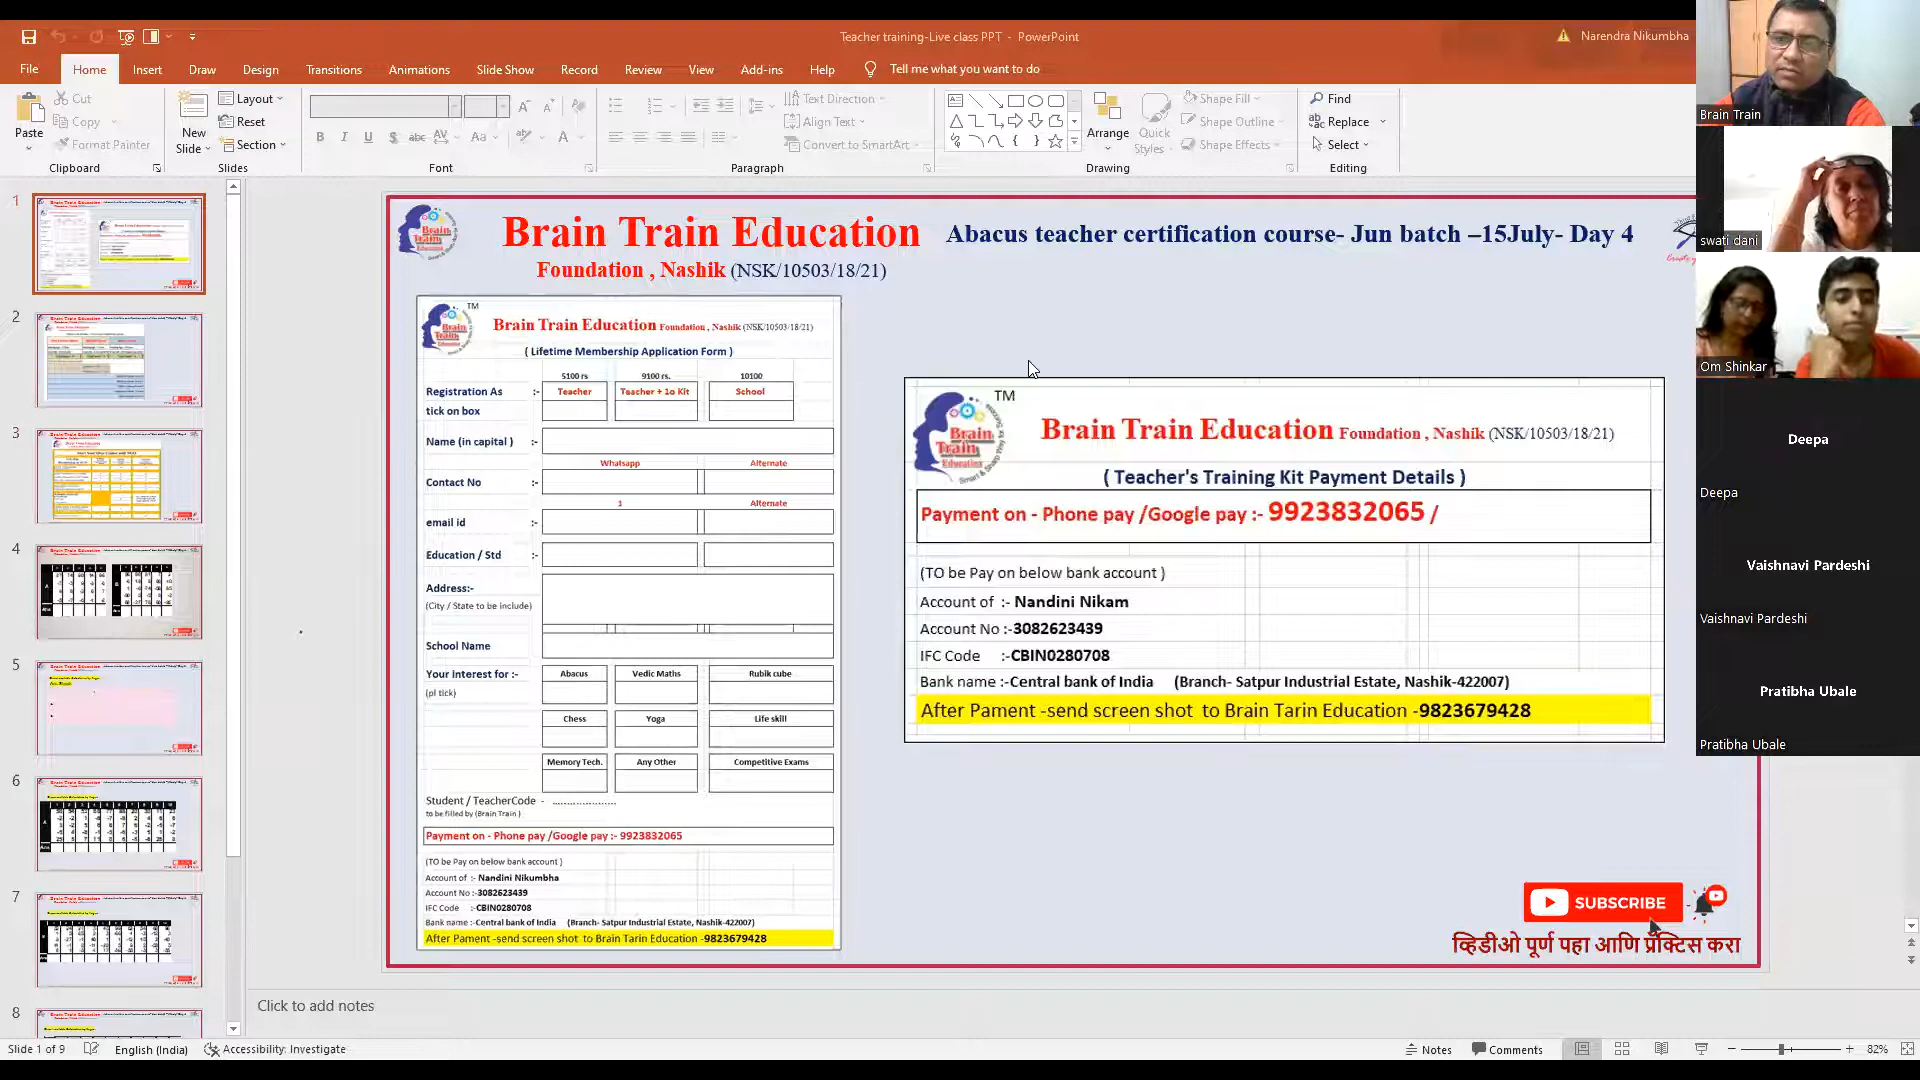 Teacher training-Live class PPT - PowerPoint
Narendra Nikumbha
File Home Insert Draw Design Transitions Animations Slide Show Record Review View Add-ins Help Tell me what you want to do
Paste
Cut
Copy
Format Painter
Clipboard
New Slide
Layout
Reset
Section
Slides
Font
Text Direction
Align Text
Convert to SmartArt
Paragraph
Arrange
Quick Styles
Shape Fill
Shape Outline
Shape Effects
Drawing
Find
Replace
Select
Editing
1
2
3
4
5
6
7
8
Brain Train Education
Foundation , Nashik (NSK/10503/18/21)
Abacus teacher certification course- Jun batch –15July- Day 4
TM
Brain Train Education Foundation , Nashik (NSK/10503/18/21)
( Lifetime Membership Application Form )
5100 rs 9100 rs. 10100
Registration As :- Teacher Teacher + 1o Kit School
tick on box
Name (in capital ) :-
Whatsapp Alternate
Contact No :-
1 Alternate
email id :-
Education / Std :-
Address:-
(City / State to be include)
School Name
Your Interest for :- Abacus Vedic Maths Rubik cube
(pl tick)
Chess Yoga Life skill
Memory Tech. Any Other Competitive Exams
Student / TeacherCode - .....................
to be filled by (Brain Train )
Payment on - Phone pay /Google pay :- 9923832065
(TO be Pay on below bank account )
Account of :- Nandini Nikumbha
Account No :-3082623439
IFC Code :-CBIN0280708
Bank name :-Central bank of India (Branch- Satpur Industrial Estate, Nashik-422007)
After Pament -send screen shot to Brain Tarin Education -9823679428
TM
Brain Train Education Foundation , Nashik (NSK/10503/18/21)
( Teacher's Training Kit Payment Details )
Payment on - Phone pay /Google pay :- 9923832065 /
(TO be Pay on below bank account )
Account of :- Nandini Nikam
Account No :-3082623439
IFC Code :-CBIN0280708
Bank name :-Central bank of India (Branch- Satpur Industrial Estate, Nashik-422007)
After Pament -send screen shot to Brain Tarin Education -9823679428
SUBSCRIBE
व्हिडीओ पूर्ण पहा आणि प्रॅक्टिस करा
Brain Train
swati dani
Om Shinkar
Deepa
Deepa
Vaishnavi Pardeshi
Vaishnavi Pardeshi
Pratibha Ubale
Pratibha Ubale
Click to add notes
Slide 1 of 9 English (India) Accessibility: Investigate Notes Comments 82%